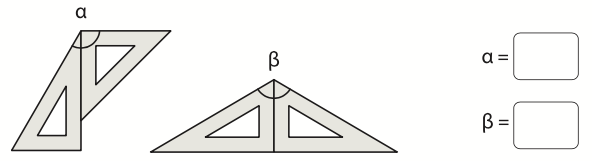 α
β
α =
β =